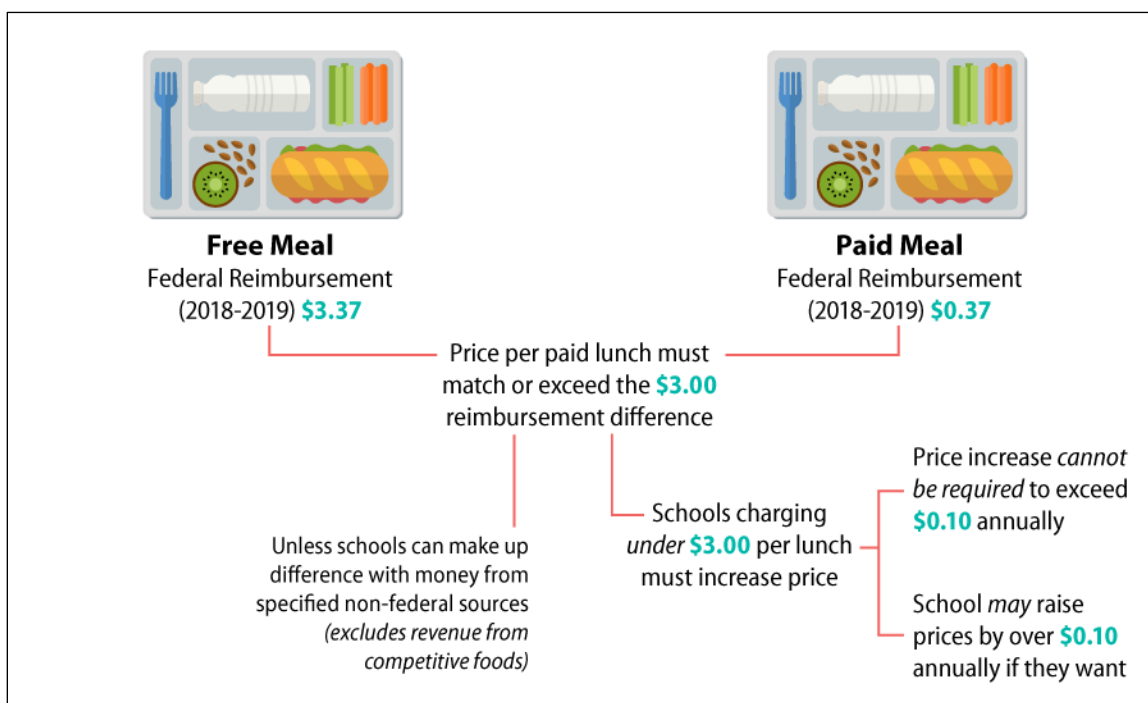 Free Meal
Federal Reimbursement
(2018-2019) $3.37
Paid Meal
Federal Reimbursement
(2018-2019) $0.37
Price per paid lunch must
match or exceed the $3.00
reimbursement difference
Unless schools can make up
difference with money from
specified non-federal sources
(excludes revenue from
competitive foods)
Schools charging
under $3.00 per lunch
must increase price
Price increase cannot
be required to exceed
$0.10 annually
School may raise
prices by over $0.10
annually if they want